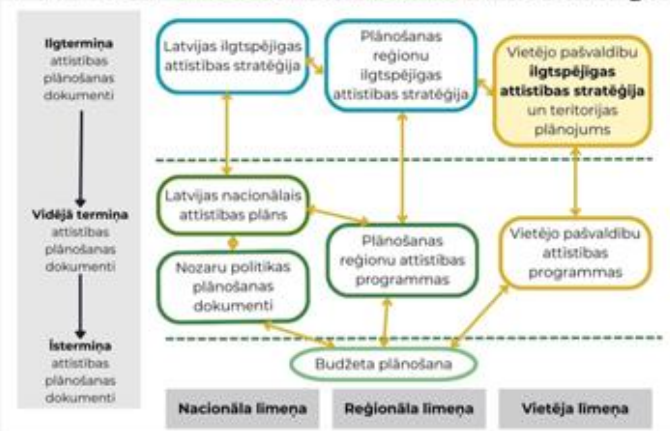 Ilgtermiņa
attīstības
plānošanas
dokumenti
Vidējā termiņa
attīstības
plānošanas
dokumenti
Īstermiņa
attīstības
plānošanas
dokumenti
Latvijas ilgtspējīgas
attīstības stratēģija
Plānošanas
reģionu
ilgtspējīgas
attīstības stratēģija
Vietējo pašvaldību
ilgtspējīgas
attīstības stratēģija
un teritorijas
plānojums
Latvijas nacionālais
attīstības plāns
Nozaru politikas
plānošanas
dokumenti
Plānošanas
reģionu attīstības
programmas
Vietējo pašvaldību
attīstības
programmas
Budžeta plānošana
Nacionāla līmeņa
Reģionāla līmeņa
Vietēja līmeņa